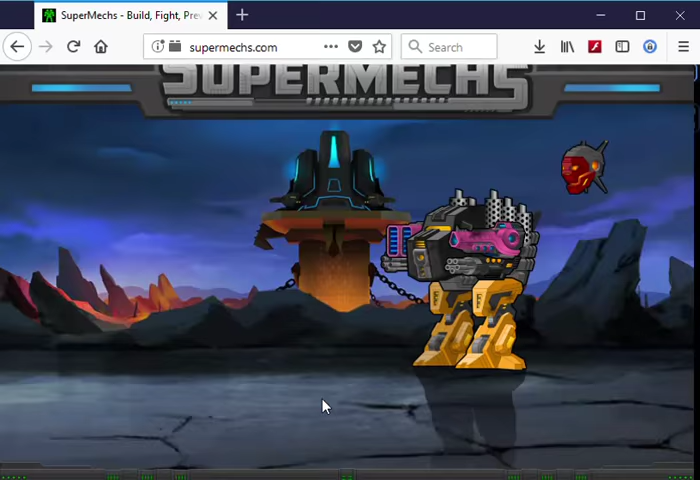 SuperMechs - Build, Fight, Prev
supermechs.com
Search
SUPERMECHS